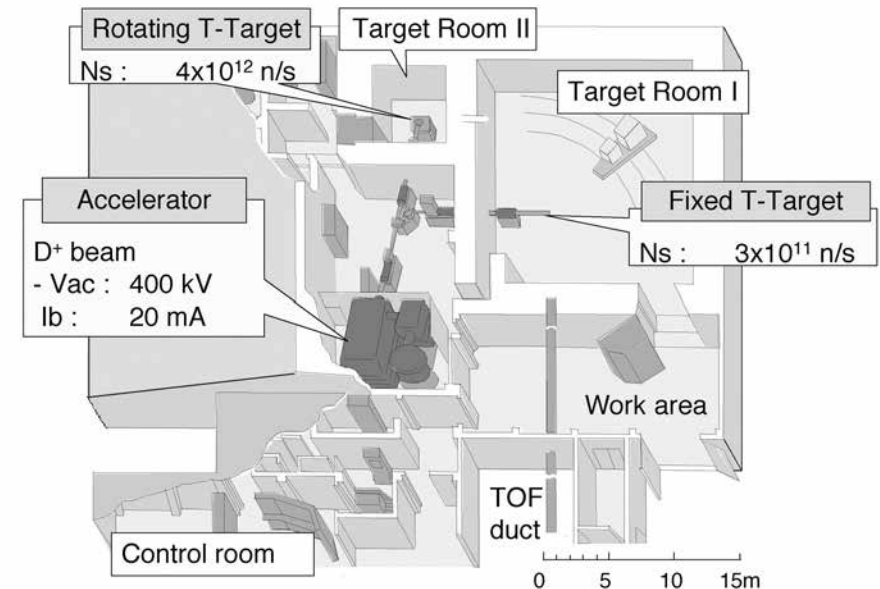 Rotating T-Target
Ns : 4x10¹² n/s
Target Room II
Target Room I
Accelerator
D⁺ beam
- Vac : 400 kV
Ib : 20 mA
Fixed T-Target
Ns : 3x10¹¹ n/s
Work area
TOF
duct
Control room
0 5 10 15m